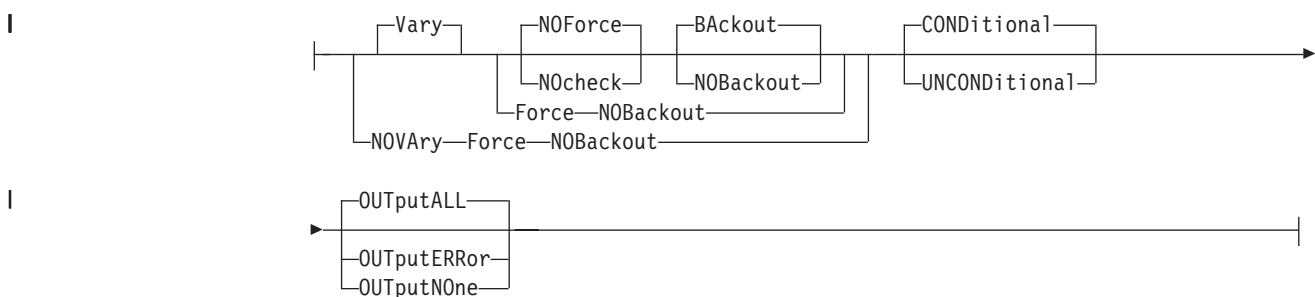 Vary NOForce BAckout CONDitional
NOcheck NOBackout UNCONDitional
Force NOBackout
NOVAry Force NOBackout
OUTputALL
OUTputERRor
OUTputNOne